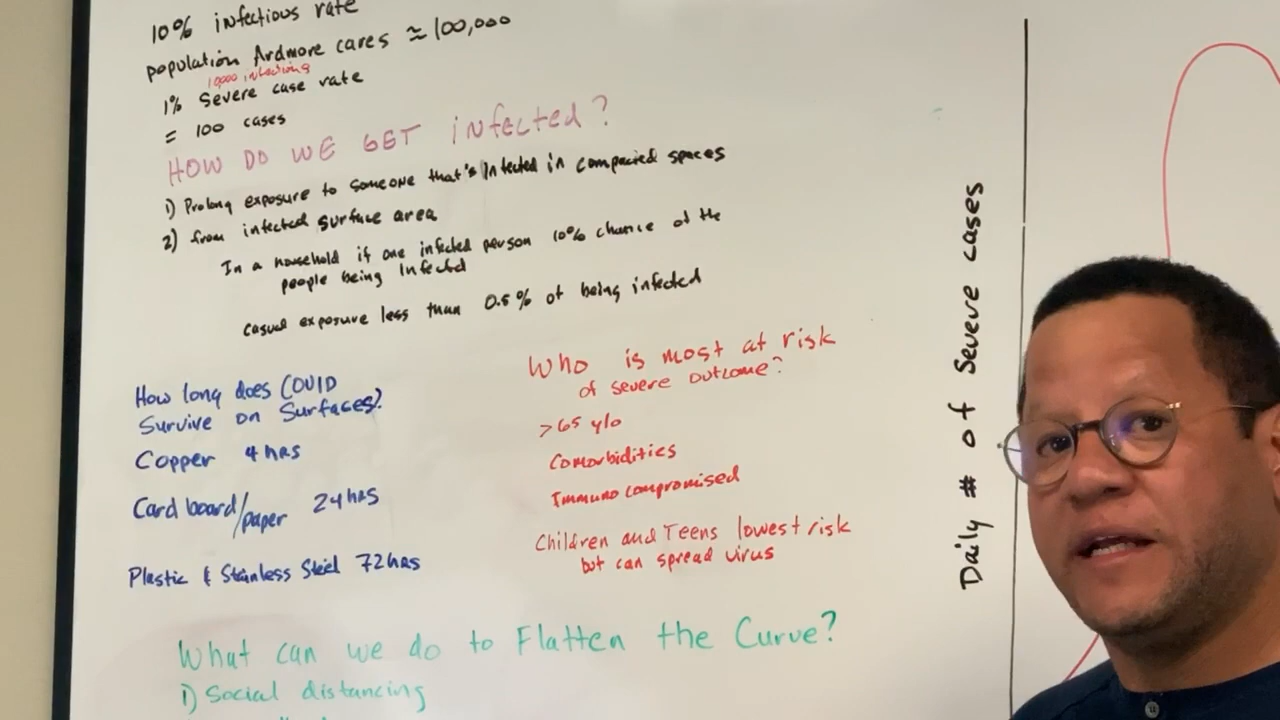 10% infectious rate
population Ardmore cares ≈ 100,000
10,000 infections
1% Severe case rate
= 100 cases
HOW DO WE GET infected?
1) Prolong exposure to someone that's infected in compacted spaces
2) from infected surface area
In a household if one infected person 10% chance of the
people being Infected
Casual exposure less than 0.5% of being infected
How long does COVID
Survive on Surfaces?
Copper 4 hrs
Card board/paper 24 hrs
Plastic & Stainless Steel 72 hrs
Who is most at risk
of severe outcome?
>65 y/o
Comorbidities
Immuno compromised
Children and Teens lowest risk
but can spread virus
What can we do to Flatten the Curve?
1) Social distancing
Daily # of Severe cases